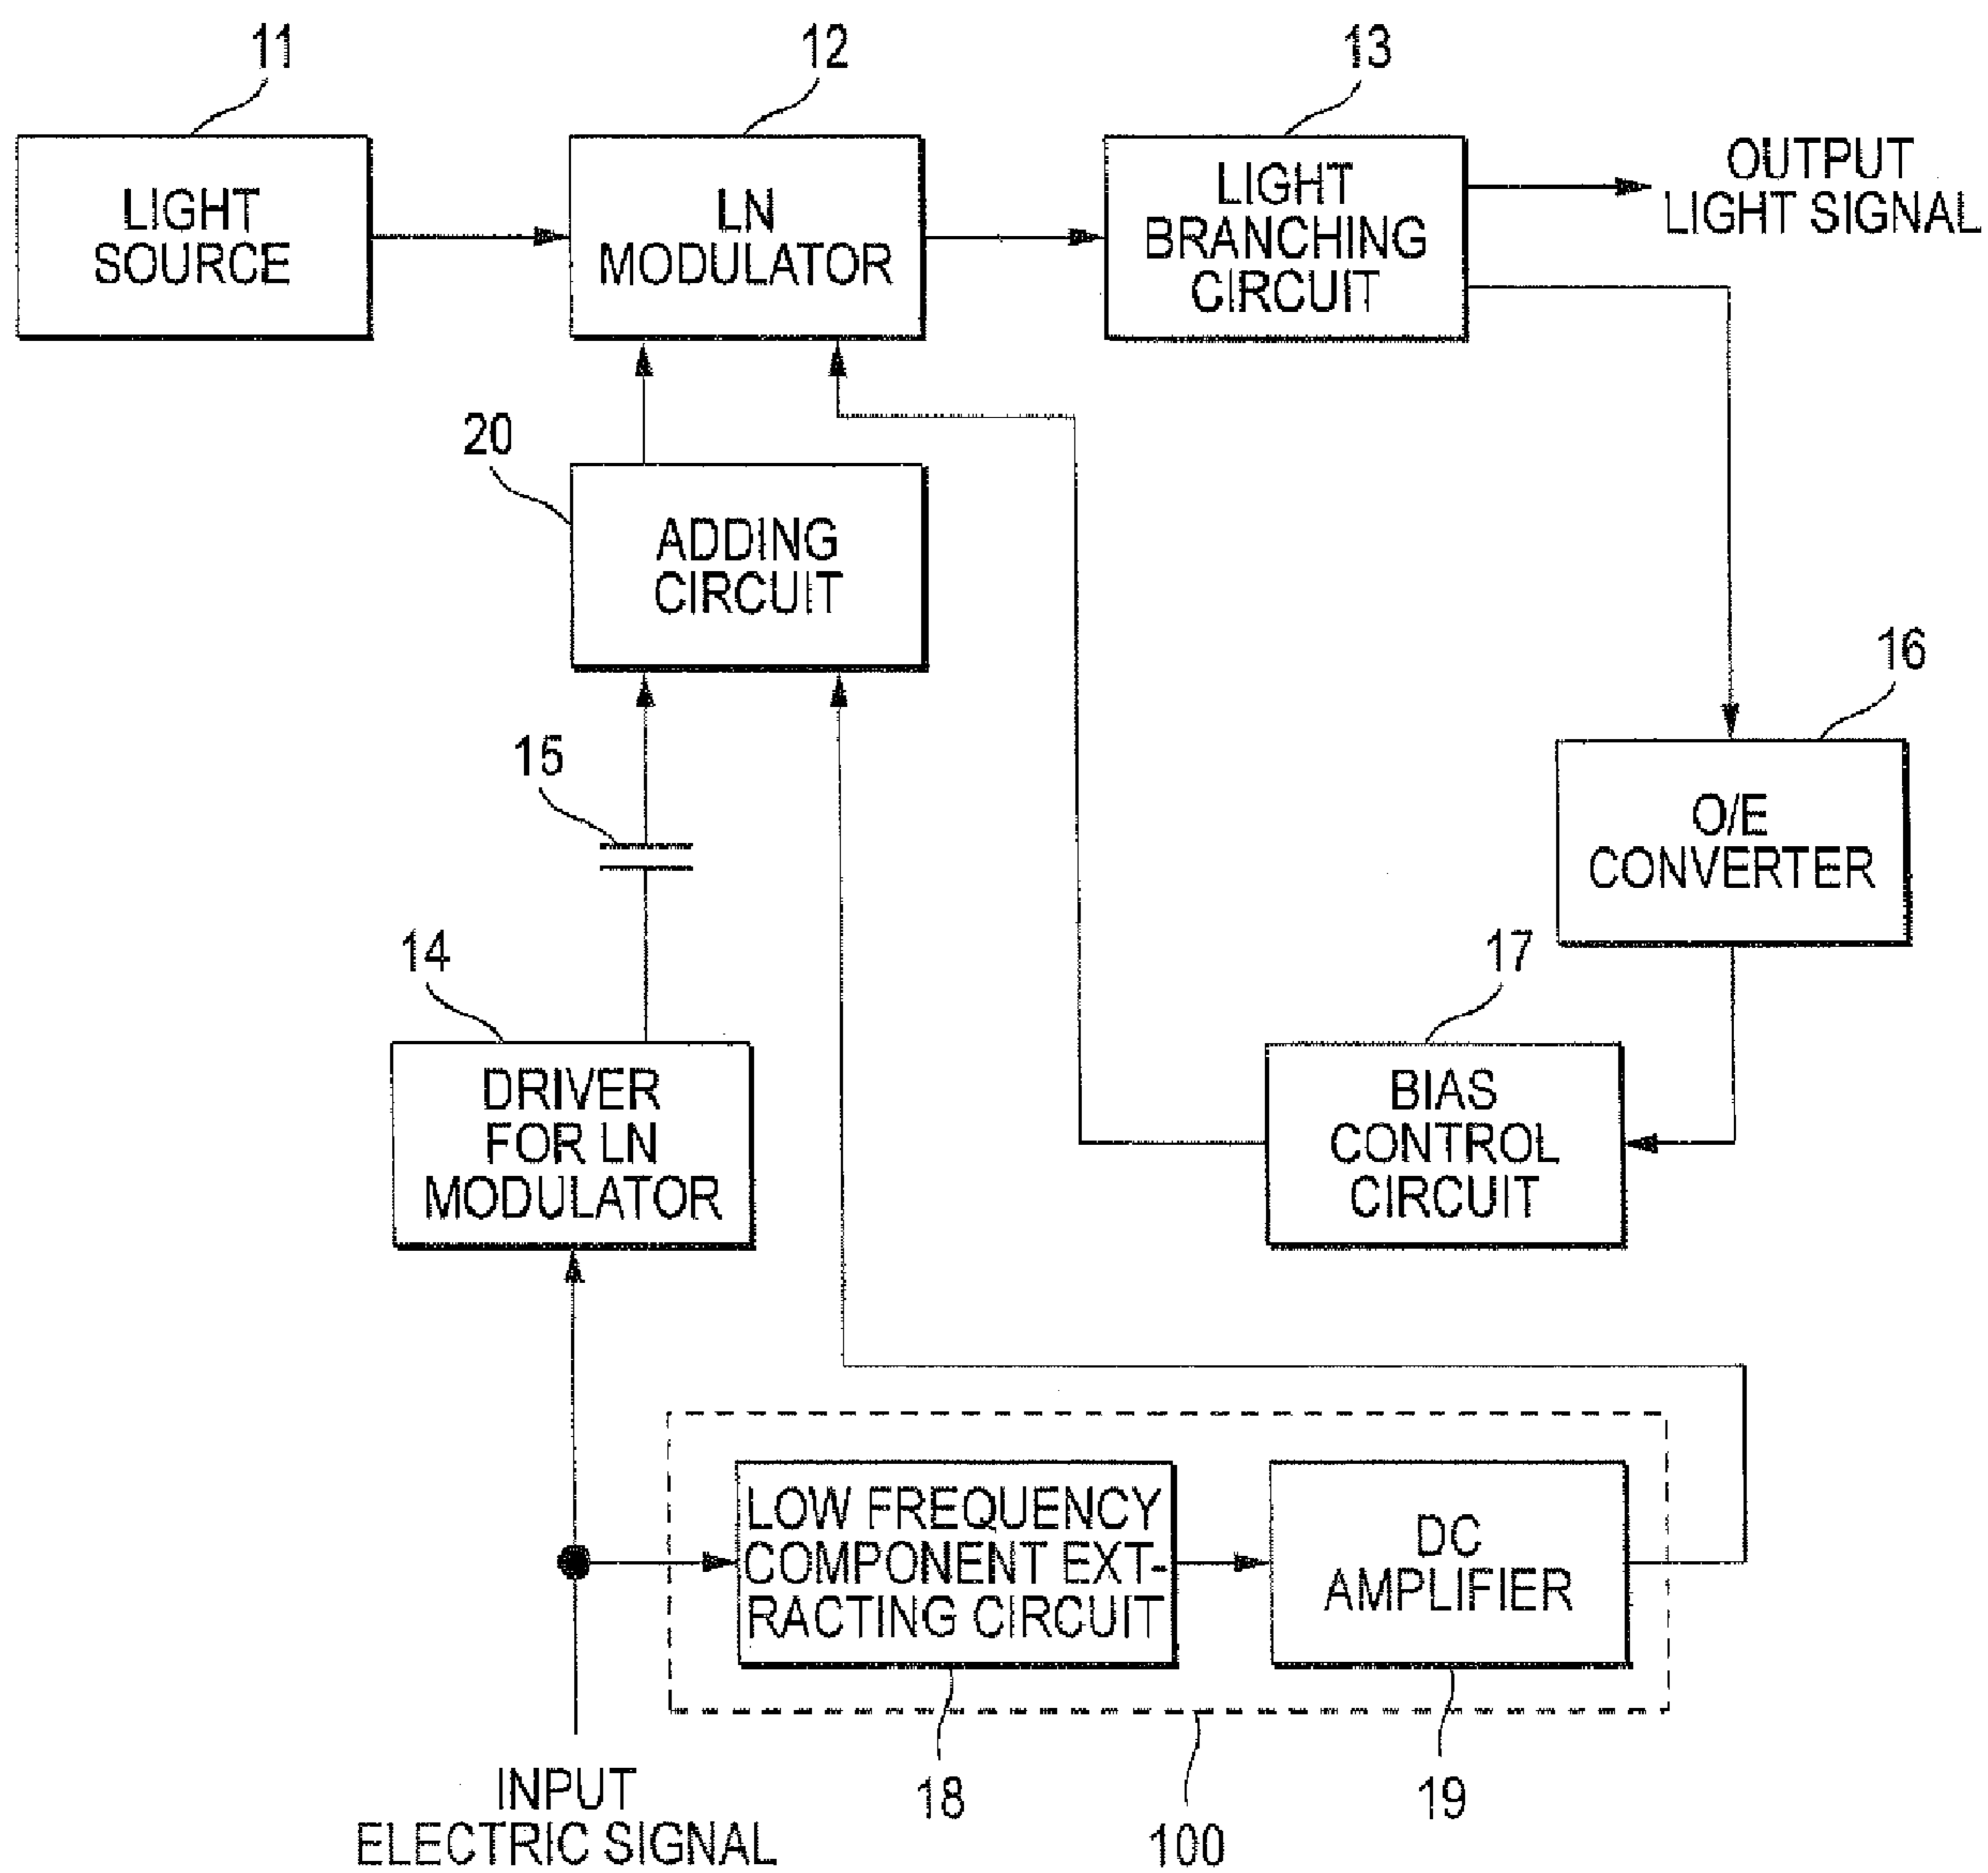 11
12
13
LIGHT
SOURCE
LN
MODULATOR
LIGHT
BRANCHING
CIRCUIT
OUTPUT
LIGHT SIGNAL
20
ADDING
CIRCUIT
15
16
O/E
CONVERTER
14
17
DRIVER
FOR LN
MODULATOR
BIAS
CONTROL
CIRCUIT
LOW FREQUENCY
COMPONENT EXT-
RACTING CIRCUIT
DC
AMPLIFIER
18
19
100
INPUT
ELECTRIC SIGNAL